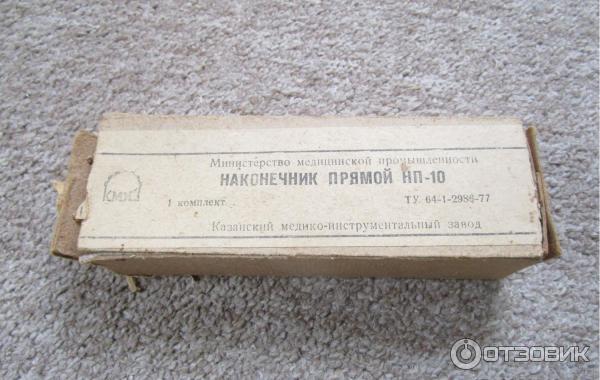 Министерство медицинской промышленности
НАКОНЕЧНИК ПРЯМОЙ НП-10
1 комплект ТУ 64-1-2986-77
Казанский медико-инструментальный завод
ОТЗОВИК